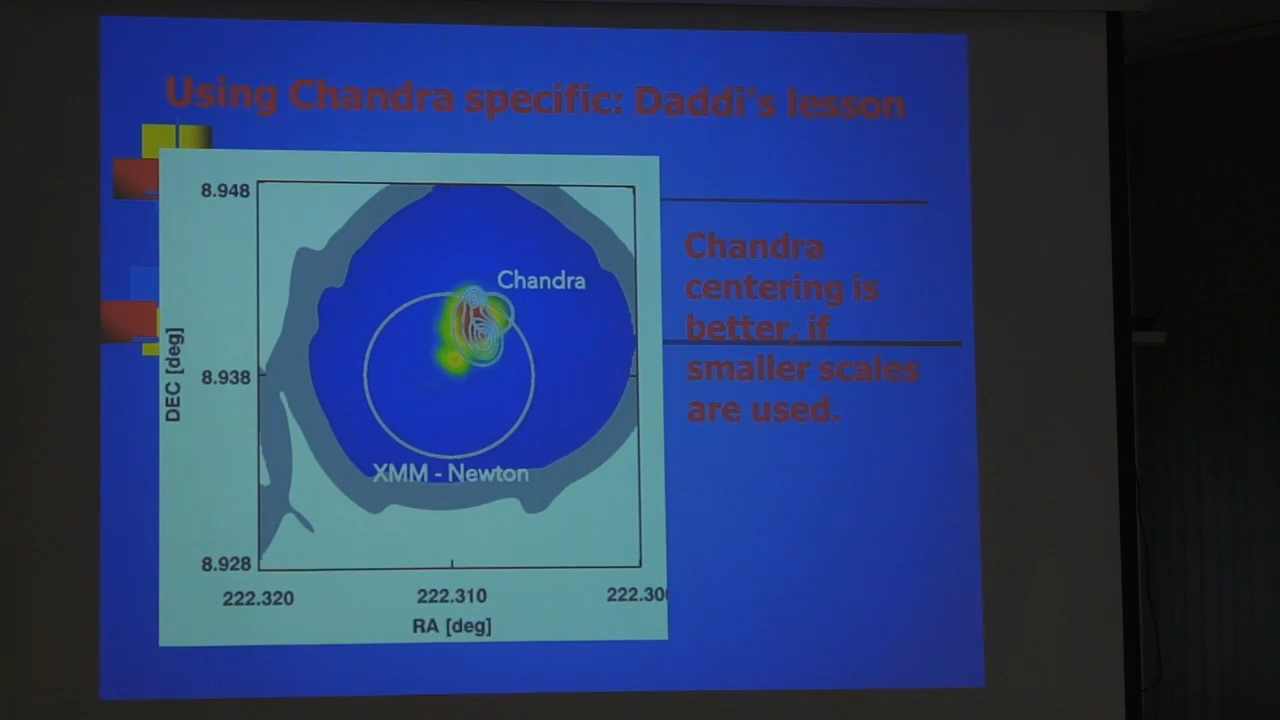 Using Chandra specific: Daddi's lesson
8.948
Chandra
DEC [deg]
8.938
XMM - Newton
8.928
222.320
222.310
222.300
RA [deg]
Chandra
centering is
better, if
smaller scales
are used.